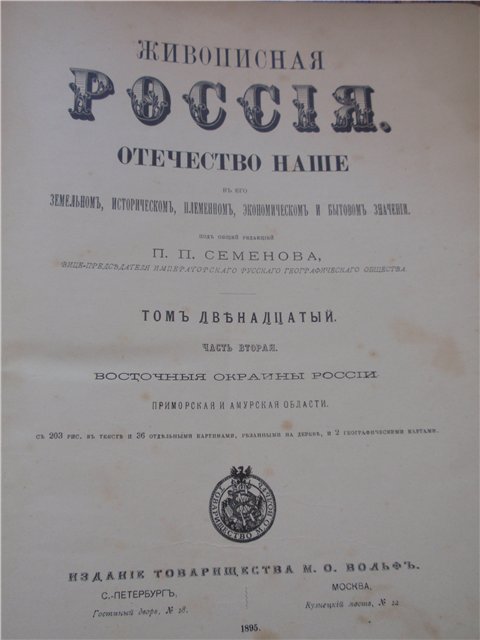 ЖИВОПИСНАЯ
РОССІЯ.
ОТЕЧЕСТВО НАШЕ
ВЪ ЕГО
ЗЕМЕЛЬНОМЪ, ИСТОРИЧЕСКОМЪ, ПЛЕМЕННОМЪ, ЭКОНОМИЧЕСКОМЪ И БЫТОВОМЪ ЗНАЧЕНІИ.
ПОДЪ ОБЩЕЙ РЕДАКЦІЕЙ
П. П. СЕМЕНОВА,
ВИЦЕ-ПРЕДСѢДАТЕЛЯ ИМПЕРАТОРСКАГО РУССКАГО ГЕОГРАФИЧЕСКАГО ОБЩЕСТВА
ТОМЪ ДВѢНАДЦАТЫЙ.
ЧАСТЬ ВТОРАЯ.
ВОСТОЧНЫЯ ОКРАИНЫ РОССІИ
ПРИМОРСКАЯ И АМУРСКАЯ ОБЛАСТИ.
СЪ 203 РИС. ВЪ ТЕКСТѢ И 36 ОТДѢЛЬНЫМИ КАРТИНАМИ, РѢЗАННЫМИ НА ДЕРЕВѢ, И 2 ГЕОГРАФИЧЕСКИМИ КАРТАМИ.
ТОВАРИЩЕСТВО М.О. ВОЛЬФЪ
ИЗДАНІЕ ТОВАРИЩЕСТВА М. О. ВОЛЬФЪ.
С.-ПЕТЕРБУРГЪ, МОСКВА,
Гостиный дворъ, № 18. Кузнецкій мостъ, № 12
1895.